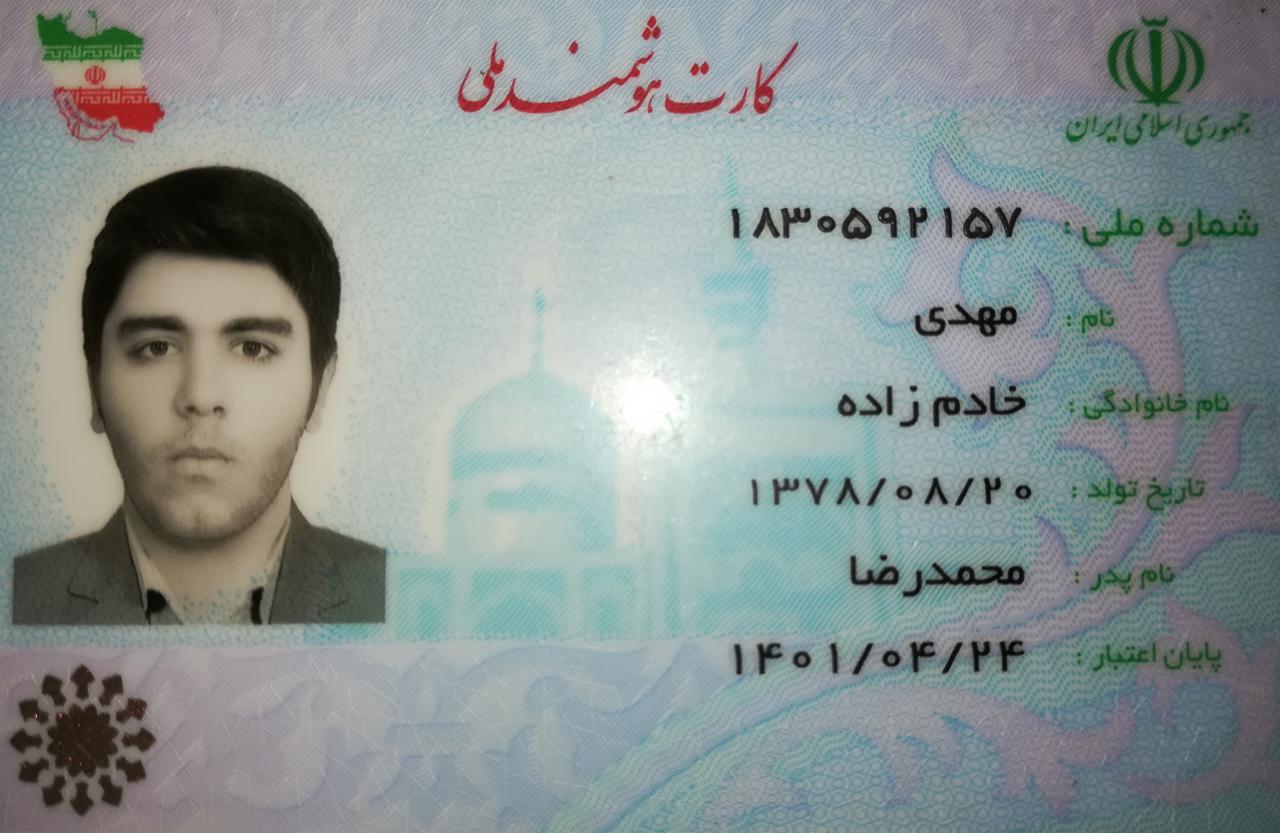 کارت هوشمند ملی
جمهوری اسلامی ایران
شماره ملی : ۱۸۳۰۵۹۲۱۵۷
نام : مهدی
نام خانوادگی : خادم زاده
تاریخ تولد : ۱۳۷۸/۰۸/۲۰
نام پدر : محمدرضا
پایان اعتبار : ۱۴۰۱/۰۴/۲۴